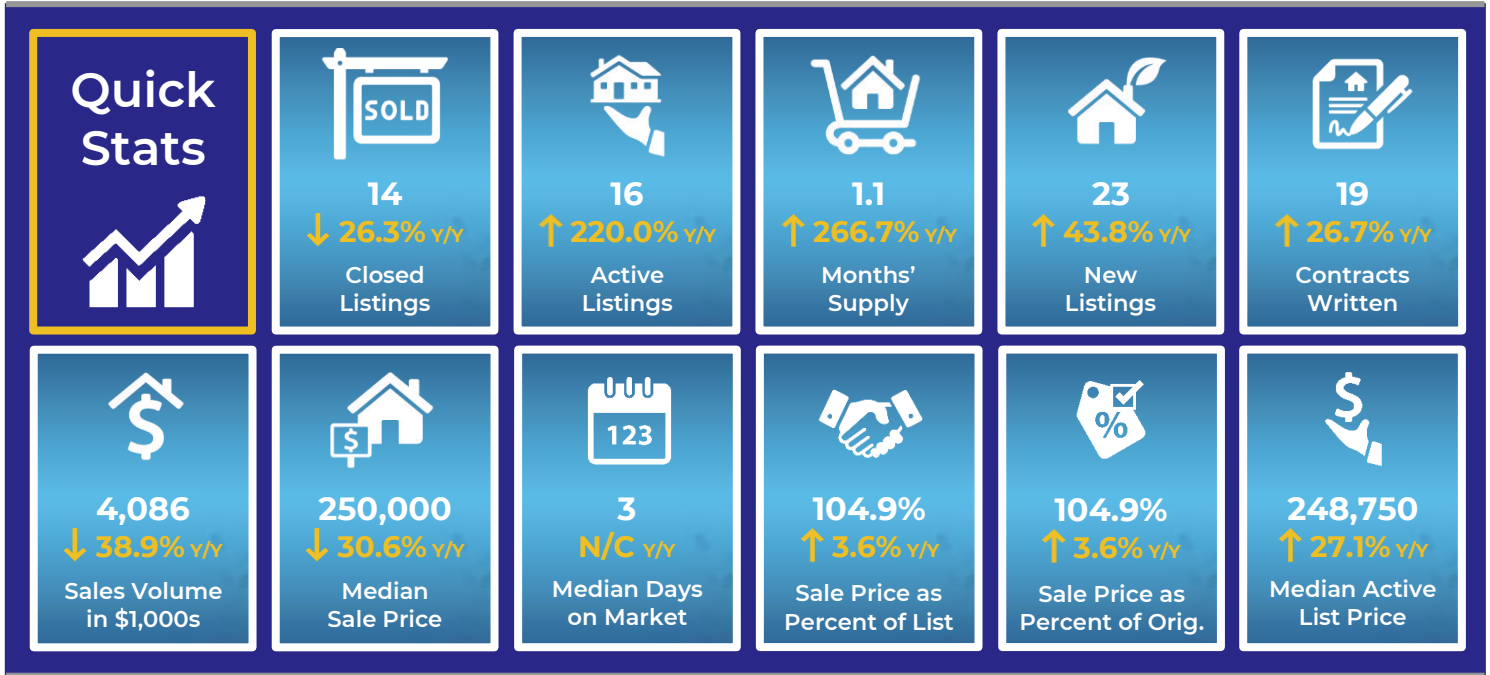 Quick
Stats
SOLD
14
↓ 26.3% Y/Y
Closed
Listings
16
↑ 220.0% Y/Y
Active
Listings
1.1
↑ 266.7% Y/Y
Months’
Supply
23
↑ 43.8% Y/Y
New
Listings
19
↑ 26.7% Y/Y
Contracts
Written
$
4,086
↓ 38.9% Y/Y
Sales Volume
in $1,000s
$
250,000
↓ 30.6% Y/Y
Median
Sale Price
123
3
N/C Y/Y
Median Days
on Market
104.9%
↑ 3.6% Y/Y
Sale Price as
Percent of List
%
104.9%
↑ 3.6% Y/Y
Sale Price as
Percent of Orig.
$
248,750
↑ 27.1% Y/Y
Median Active
List Price